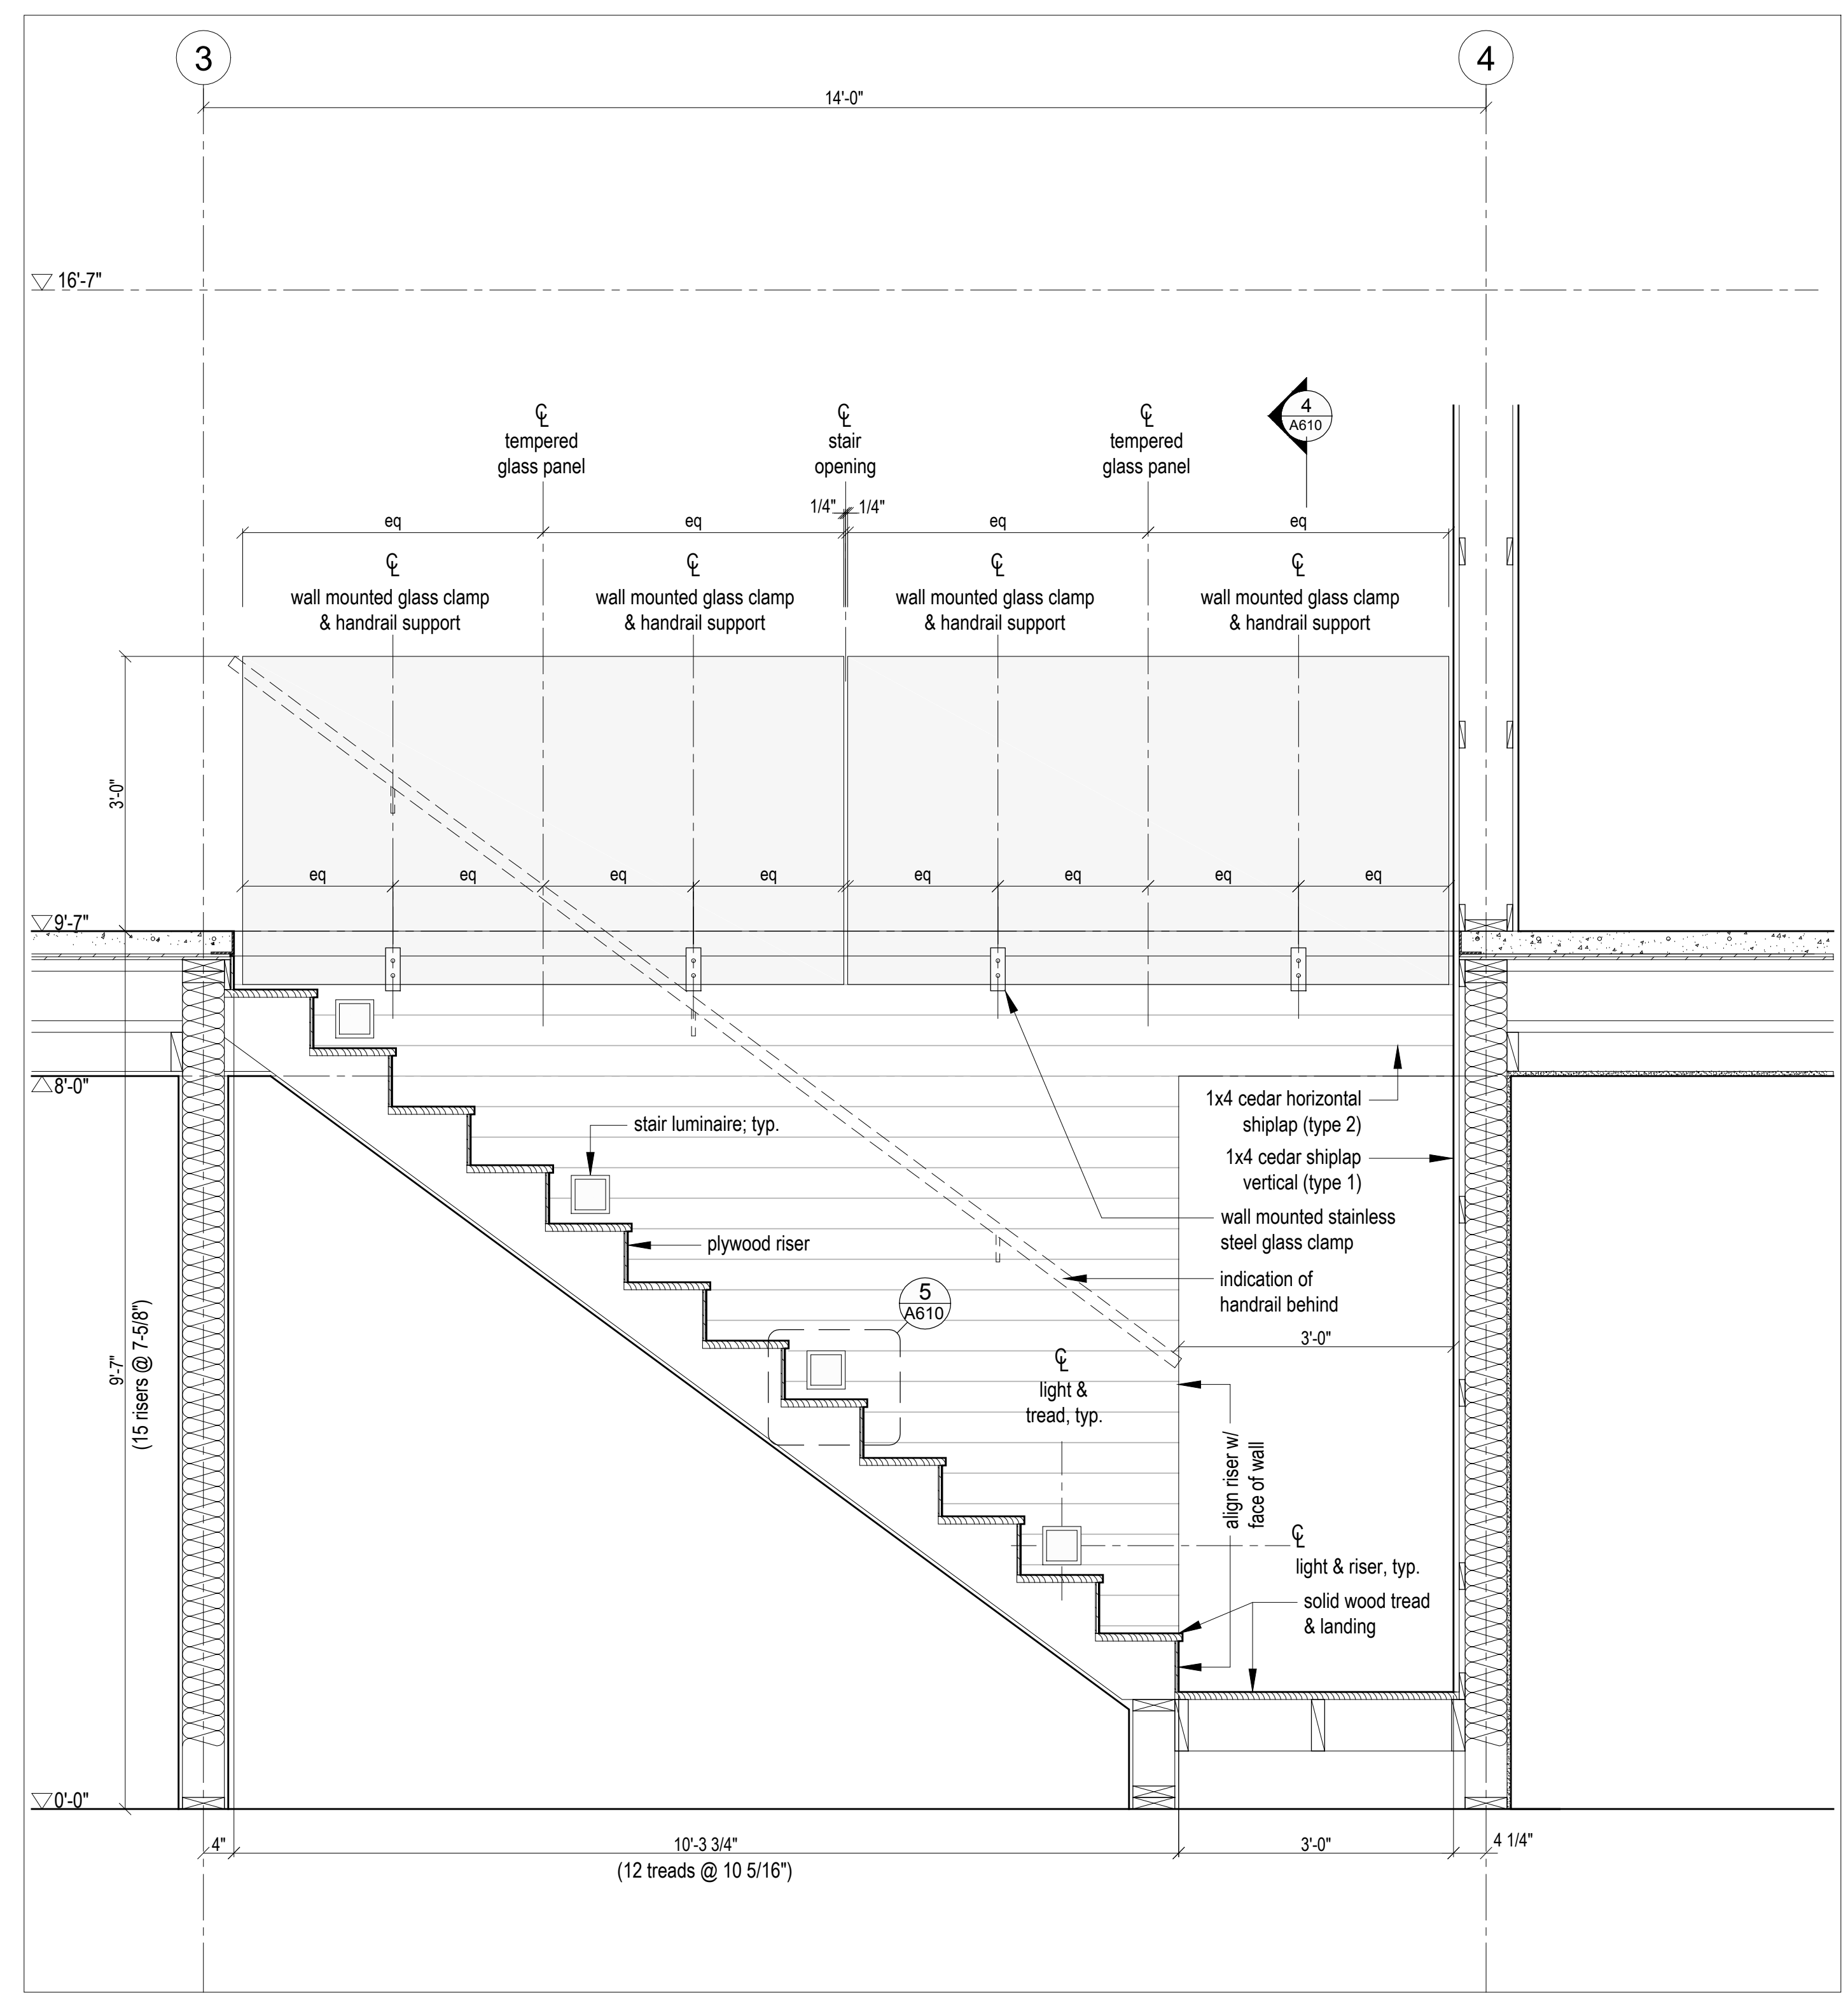 3
4
14'-0"
16'-7"
4
A610
℄
tempered
glass panel
℄
stair
opening
℄
tempered
glass panel
1/4"
1/4"
eq
eq
eq
eq
℄
wall mounted glass clamp
& handrail support
℄
wall mounted glass clamp
& handrail support
℄
wall mounted glass clamp
& handrail support
℄
wall mounted glass clamp
& handrail support
3'-0"
eq
eq
eq
eq
eq
eq
eq
eq
9'-7"
8'-0"
1x4 cedar horizontal
shiplap (type 2)
stair luminaire; typ.
1x4 cedar shiplap
vertical (type 1)
wall mounted stainless
steel glass clamp
plywood riser
indication of
handrail behind
5
A610
3'-0"
9'-7"
(15 risers @ 7-5/8")
℄
light &
tread, typ.
align riser w/
face of wall
℄
light & riser, typ.
solid wood tread
& landing
0'-0"
4"
10'-3 3/4"
(12 treads @ 10 5/16")
3'-0"
4 1/4"